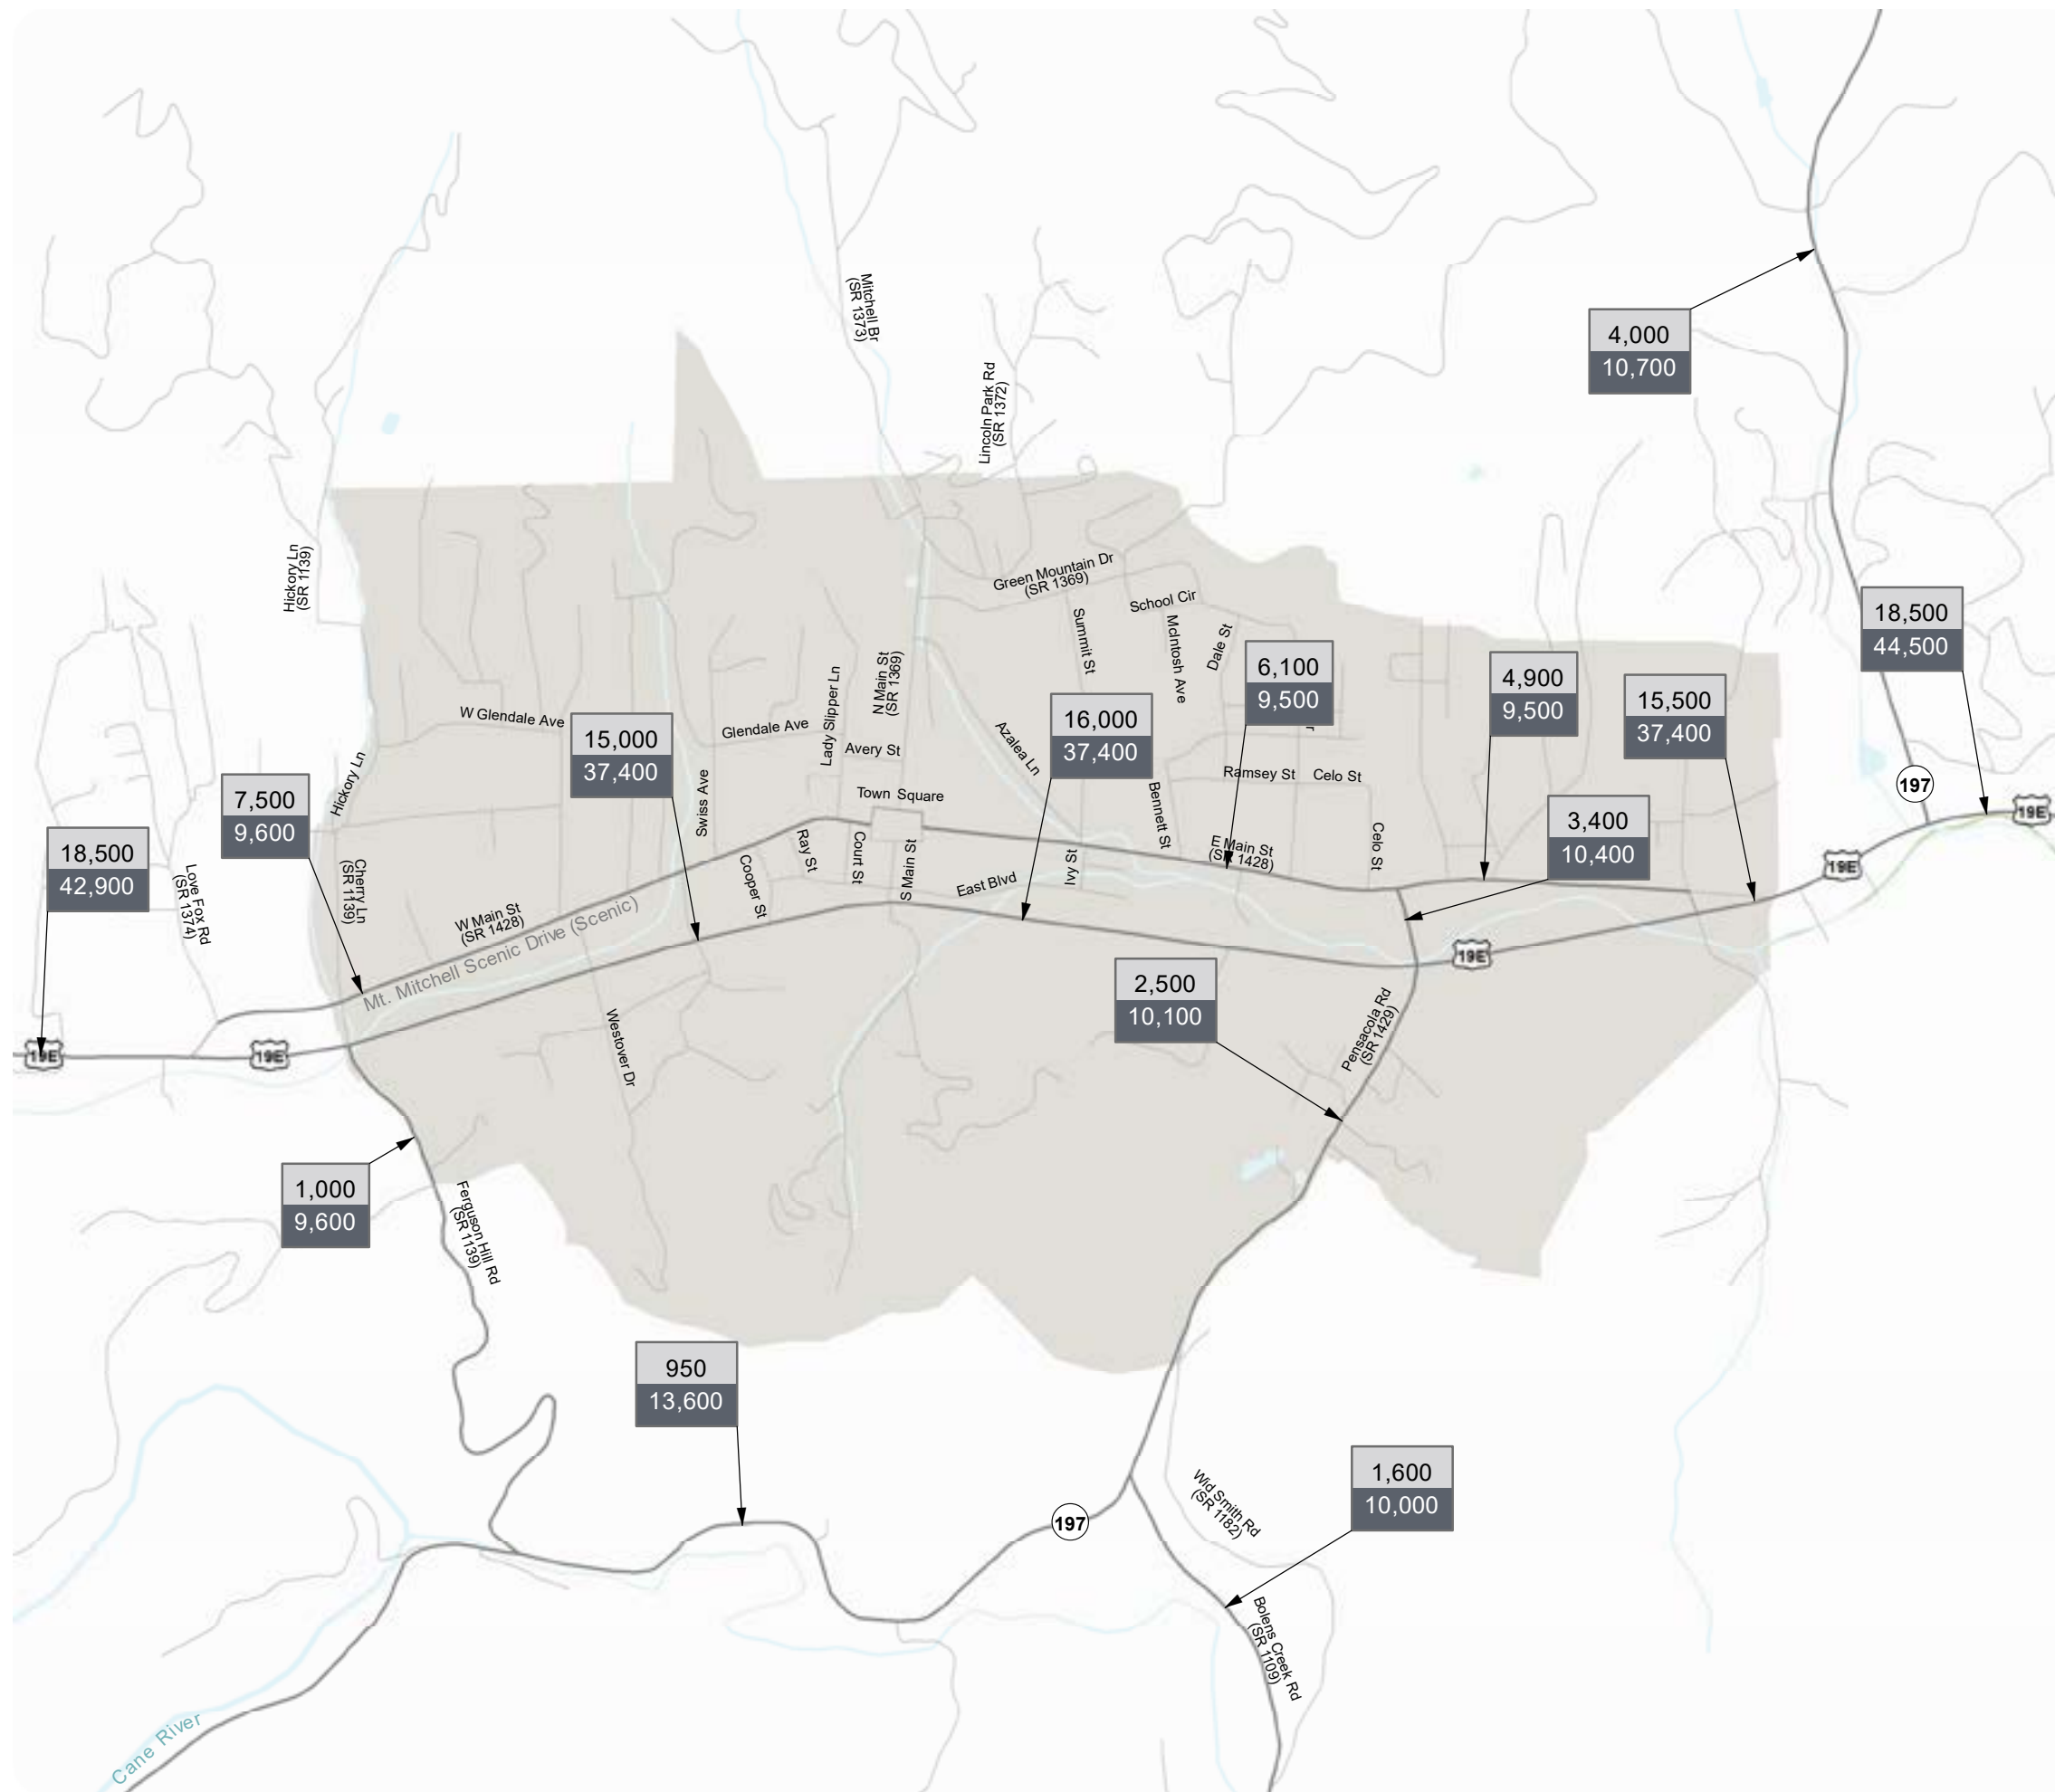 Mitchell Br
(SR 1373)
4,000
10,700
Lincoln Park Rd
(SR 1372)
Hickory Ln
(SR 1139)
Green Mountain Dr
(SR 1369)
School Cir
Summit St
McIntosh Ave
Dale St
18,500
44,500
6,100
9,500
4,900
9,500
15,500
37,400
N Main St
(SR 1369)
Lady Slipper Ln
W Glendale Ave
Glendale Ave
Avery St
15,000
37,400
16,000
37,400
Azalea Ln
Hickory Ln
Swiss Ave
Town Square
Bennett St
Ramsey St
Celo St
r
197
19E
7,500
9,600
3,400
10,400
18,500
42,900
Love Fox Rd
(SR 1374)
Cherry Ln
(SR 1139)
Cooper St
Ray St
Court St
S Main St
East Blvd
Ivy St
E Main St
(SR 1428)
Celo St
19E
W Main St
(SR 1428)
Mt. Mitchell Scenic Drive (Scenic)
19E
2,500
10,100
19E
19E
Westover Dr
Pensacola Rd
(SR 1429)
1,000
9,600
Ferguson Hill Rd
(SR 1139)
950
13,600
1,600
10,000
197
Wid Smith Rd
(SR 1182)
Bolens Creek Rd
(SR 1109)
Cane River